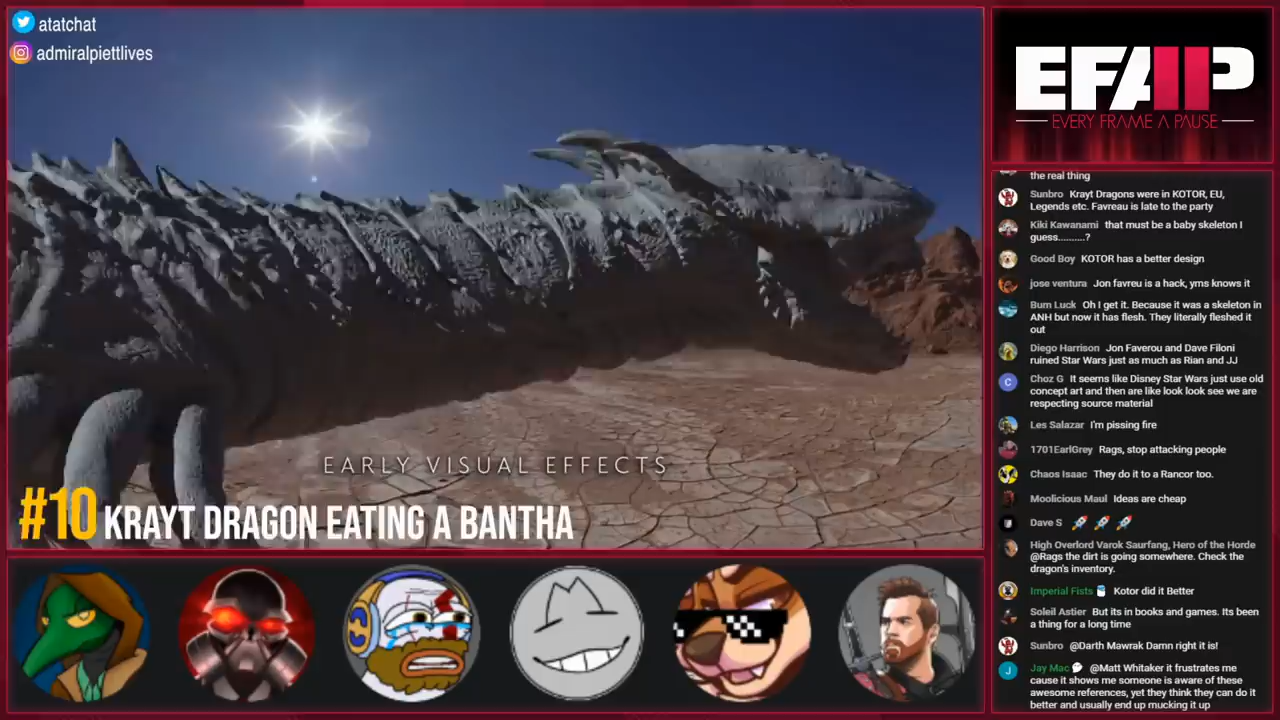 atatchat
admiralpiettlives
EARLY VISUAL EFFECTS
#10 KRAYT DRAGON EATING A BANTHA
EFAP
EVERY FRAME A PAUSE
the real thing
Sunbro Krayt Dragons were in KOTOR, EU,
Legends etc. Favreau is late to the party
Kiki Kawanami that must be a baby skeleton I
guess..........?
Good Boy KOTOR has a better design
jose ventura Jon favreu is a hack, yms knows it
Bum Luck Oh I get it. Because it was a skeleton in
ANH but now it has flesh. They literally fleshed it
out
Diego Harrison Jon Faverou and Dave Filoni
ruined Star Wars just as much as Rian and JJ
C
Choz G It seems like Disney Star Wars just use old
concept art and then are like look look see we are
respecting source material
Les Salazar I'm pissing fire
1701EarlGrey Rags, stop attacking people
Chaos Isaac They do it to a Rancor too.
Moolicious Maul Ideas are cheap
Dave S 🚀 🚀 🚀
High Overlord Varok Saurfang, Hero of the Horde
@Rags the dirt is going somewhere. Check the
dragon's inventory.
Imperial Fists Kotor did it Better
Soleil Astier But its in books and games. Its been
a thing for a long time
Sunbro @Darth Mawrak Damn right it is!
J
Jay Mac @Matt Whitaker it frustrates me
cause it shows me someone is aware of these
awesome references, yet they think they can do it
better and usually end up mucking it up